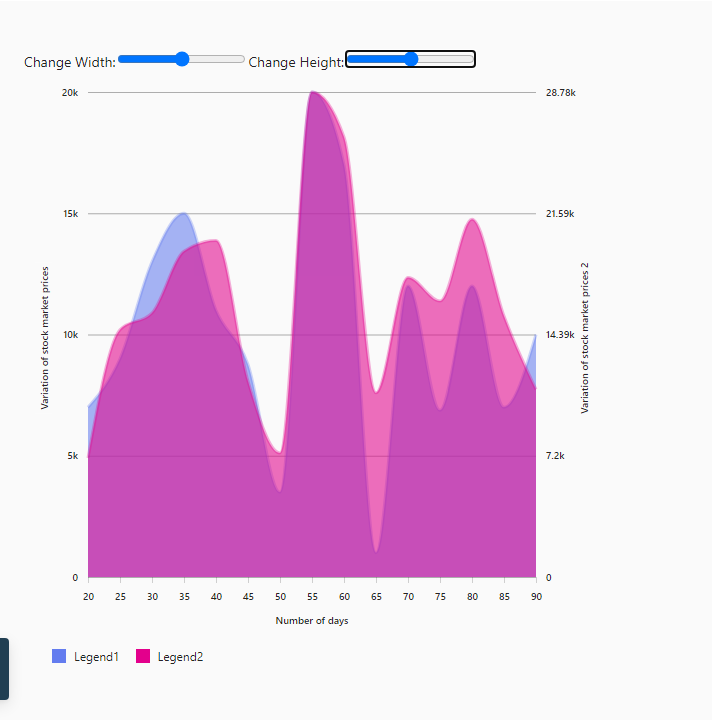 Change Width: Change Height:
20k 28.78k
15k 21.59k
Variation of stock market prices
Variation of stock market prices 2
10k 14.39k
5k 7.2k
0 0
20 25 30 35 40 45 50 55 60 65 70 75 80 85 90
Number of days
Legend1 Legend2